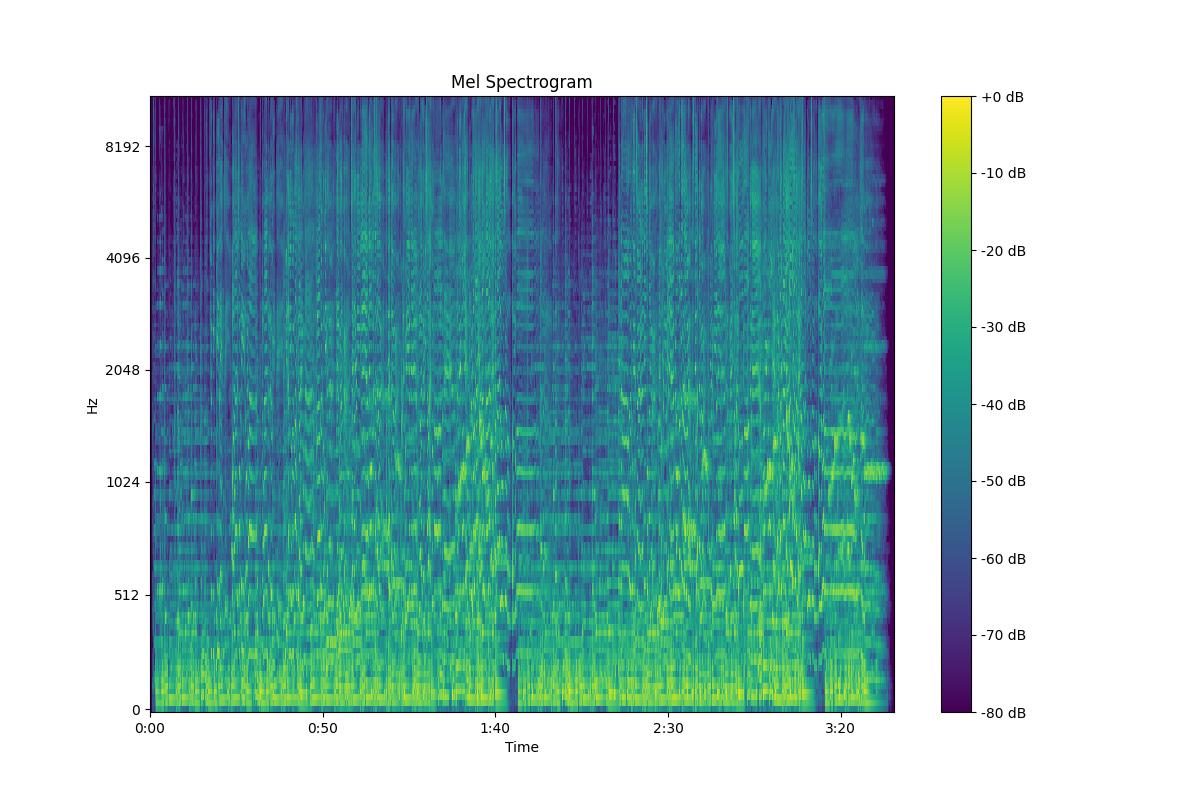 Mel Spectrogram
+0 dB
8192
-10 dB
-20 dB
4096
-30 dB
2048
Hz
-40 dB
1024
-50 dB
-60 dB
512
-70 dB
0
-80 dB
0:00
0:50
1:40
2:30
3:20
Time